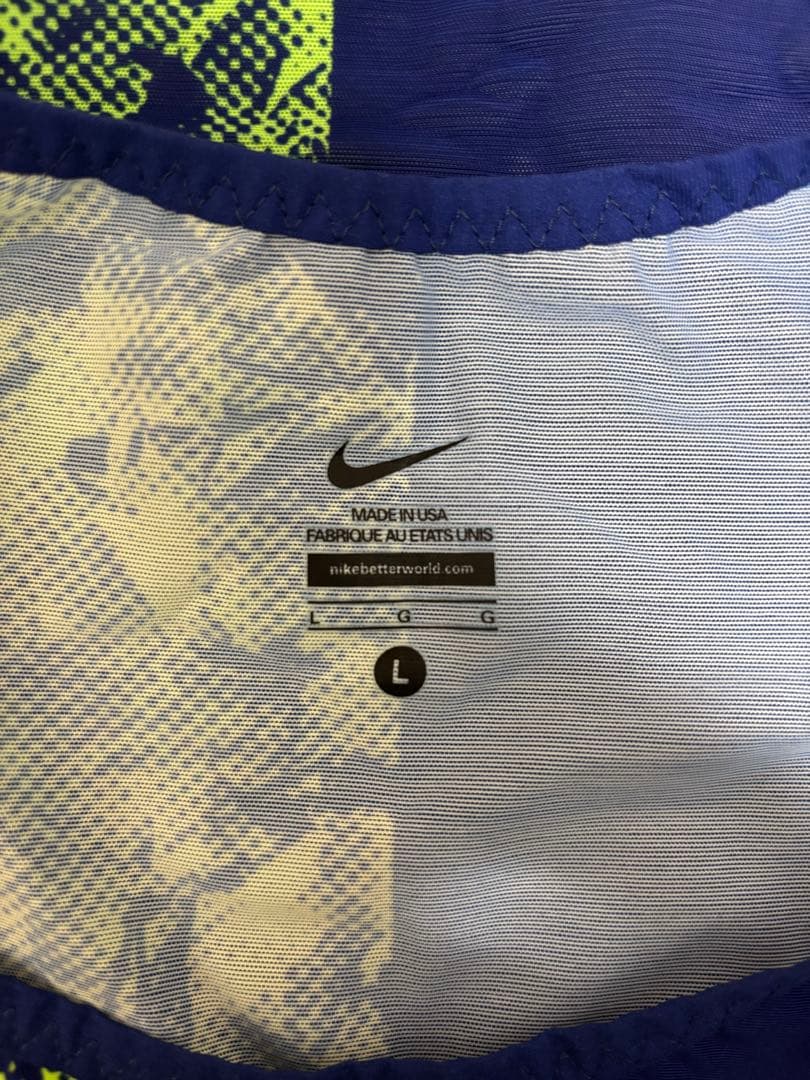 MADE IN USA
FABRIQUE AU ETATS UNIS
nikebetterworld.com
L G G
L